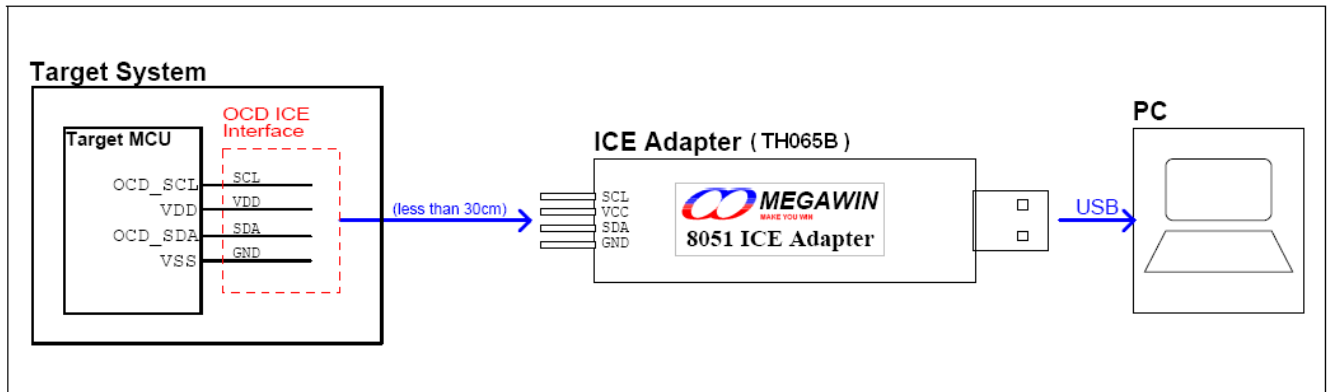 Target System
OCD ICE
Interface
Target MCU
OCD_SCL
VDD
OCD_SDA
VSS
SCL
VDD
SDA
GND
(less than 30cm)
ICE Adapter ( TH065B )
SCL
VCC
SDA
GND
MEGAWIN
MAKE YOU WIN
8051 ICE Adapter
USB
PC